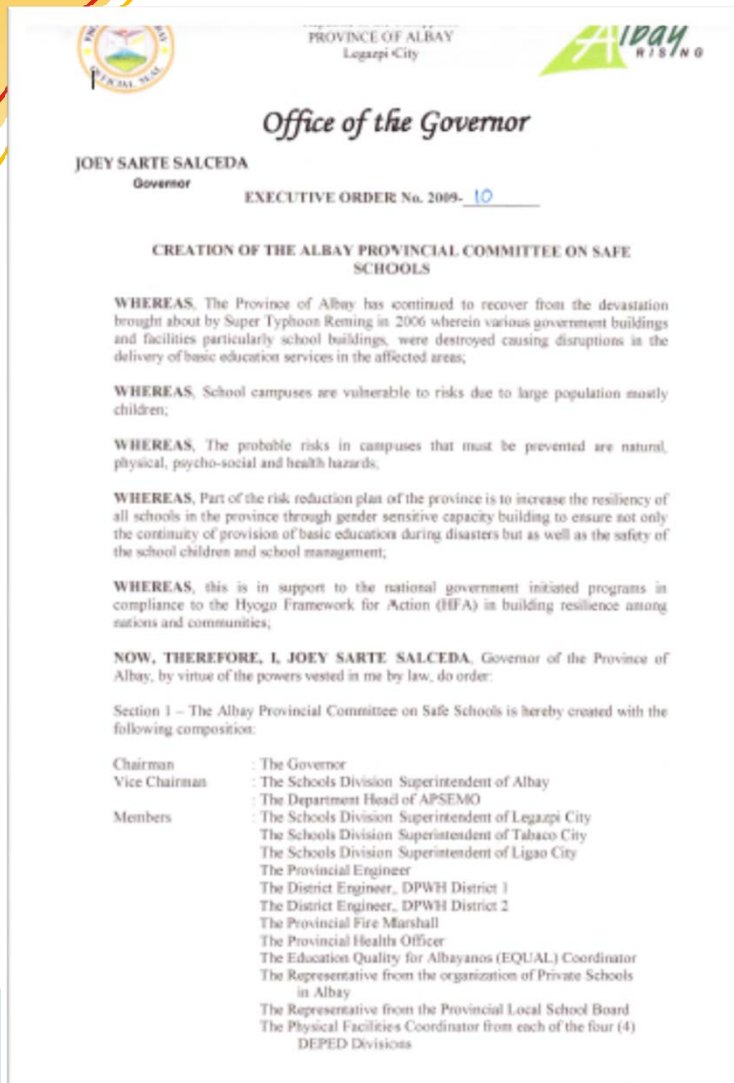 OFFICIAL SEAL
PROVINCE OF ALBAY
Legazpi City
Albay
RISING
Office of the Governor
JOEY SARTE SALCEDA
Governor
EXECUTIVE ORDER No. 2009- 10
CREATION OF THE ALBAY PROVINCIAL COMMITTEE ON SAFE
SCHOOLS
WHEREAS, The Province of Albay has continued to recover from the devastation
brought about by Super Typhoon Reming in 2006 wherein various government buildings
and facilities particularly school buildings, were destroyed causing disruptions in the
delivery of basic education services in the affected areas;
WHEREAS, School campuses are vulnerable to risks due to large population mostly
children;
WHEREAS, The probable risks in campuses that must be prevented are natural,
physical, psycho-social and health hazards;
WHEREAS, Part of the risk reduction plan of the province is to increase the resiliency of
all schools in the province through gender sensitive capacity building to ensure not only
the continuity of provision of basic education during disasters but as well as the safety of
the school children and school management;
WHEREAS, this is in support to the national government initiated programs in
compliance to the Hyogo Framework for Action (HFA) in building resilience among
nations and communities;
NOW, THEREFORE, I, JOEY SARTE SALCEDA, Governor of the Province of
Albay, by virtue of the powers vested in me by law, do order:
Section 1 – The Albay Provincial Committee on Safe Schools is hereby created with the
following composition:
Chairman : The Governor
Vice Chairman : The Schools Division Superintendent of Albay
: The Department Head of APSEMO
Members : The Schools Division Superintendent of Legazpi City
The Schools Division Superintendent of Tabaco City
The Schools Division Superintendent of Ligao City
The Provincial Engineer
The District Engineer, DPWH District 1
The District Engineer, DPWH District 2
The Provincial Fire Marshall
The Provincial Health Officer
The Education Quality for Albayanos (EQUAL) Coordinator
The Representative from the organization of Private Schools
in Albay
The Representative from the Provincial Local School Board
The Physical Facilities Coordinator from each of the four (4)
DEPED Divisions